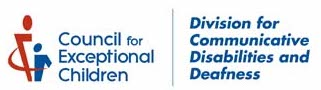 Council for
Exceptional
Children
Division for
Communicative
Disabilities and
Deafness